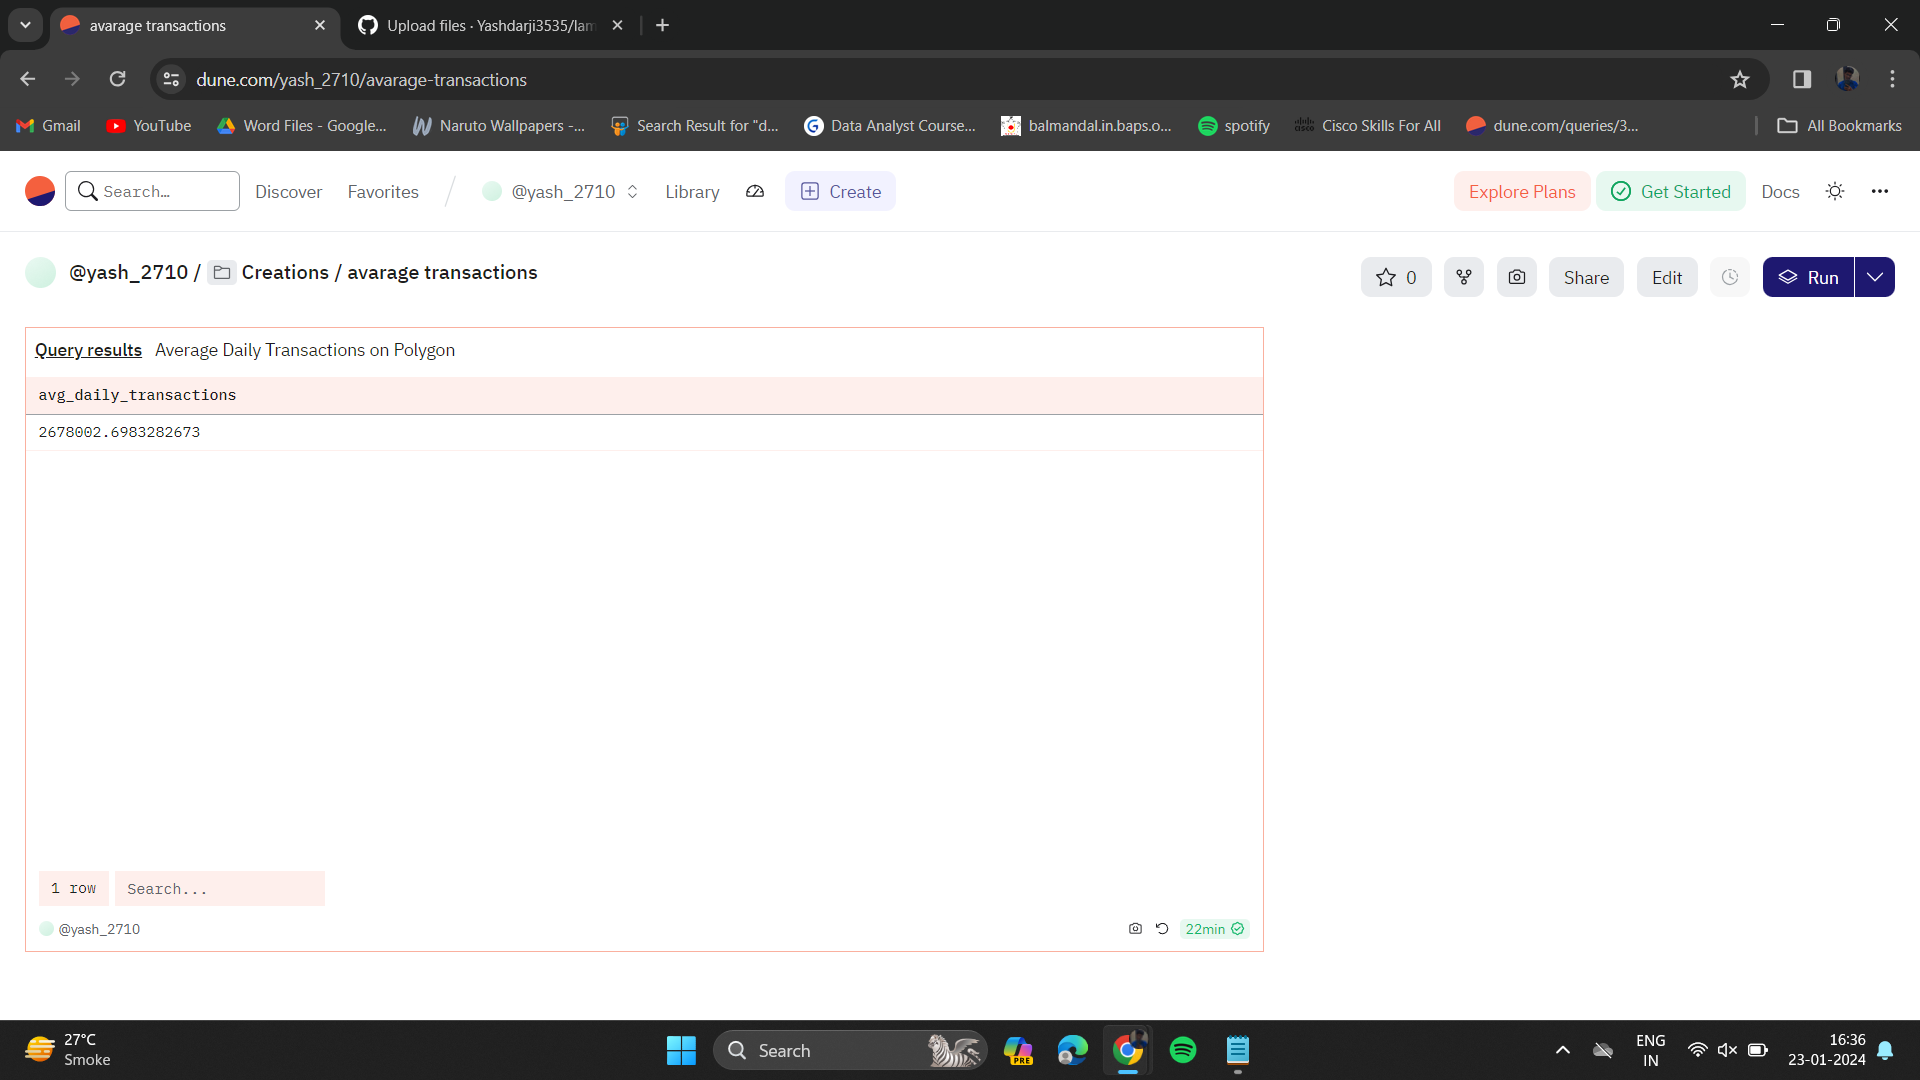 avarage transactions
Upload files · Yashdarji3535/lam
dune.com/yash_2710/avarage-transactions
Gmail
YouTube
Word Files - Google...
Naruto Wallpapers -...
Search Result for "d...
Data Analyst Course...
balmandal.in.baps.o...
spotify
Cisco Skills For All
dune.com/queries/3...
All Bookmarks
Search...
Discover
Favorites
@yash_2710
Library
Create
Explore Plans
Get Started
Docs
@yash_2710 / Creations / avarage transactions
0
Share
Edit
Run
Query results Average Daily Transactions on Polygon
avg_daily_transactions
2678002.6983282673
1 row
Search...
@yash_2710
22min
27°C
Smoke
Search
PRE
ENG
IN
16:36
23-01-2024